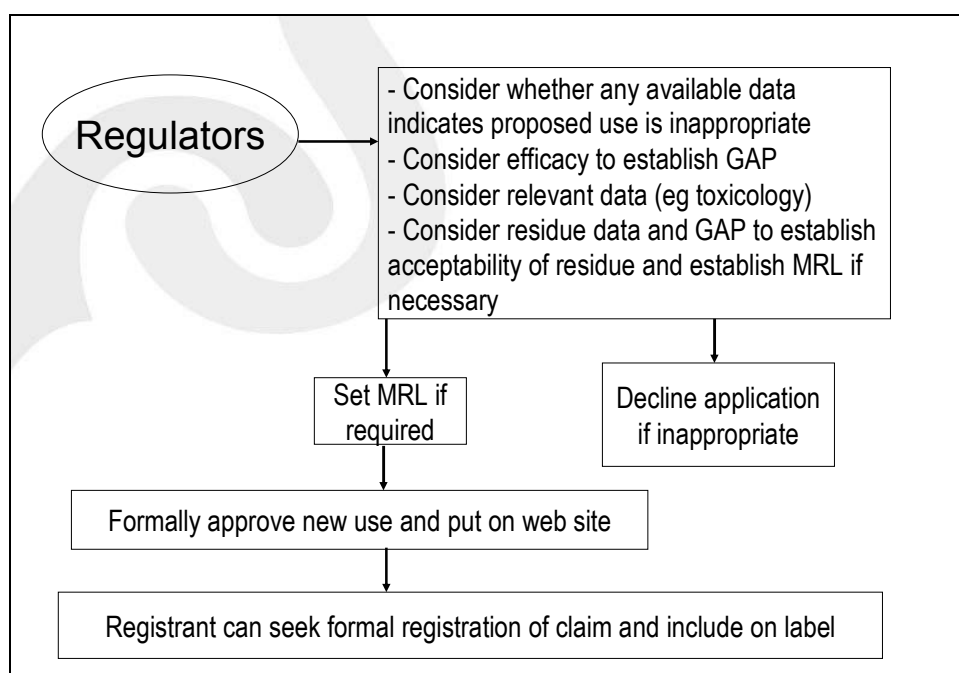 Regulators
- Consider whether any available data
indicates proposed use is inappropriate
- Consider efficacy to establish GAP
- Consider relevant data (eg toxicology)
- Consider residue data and GAP to establish
acceptability of residue and establish MRL if
necessary
Set MRL if
required
Decline application
if inappropriate
Formally approve new use and put on web site
Registrant can seek formal registration of claim and include on label